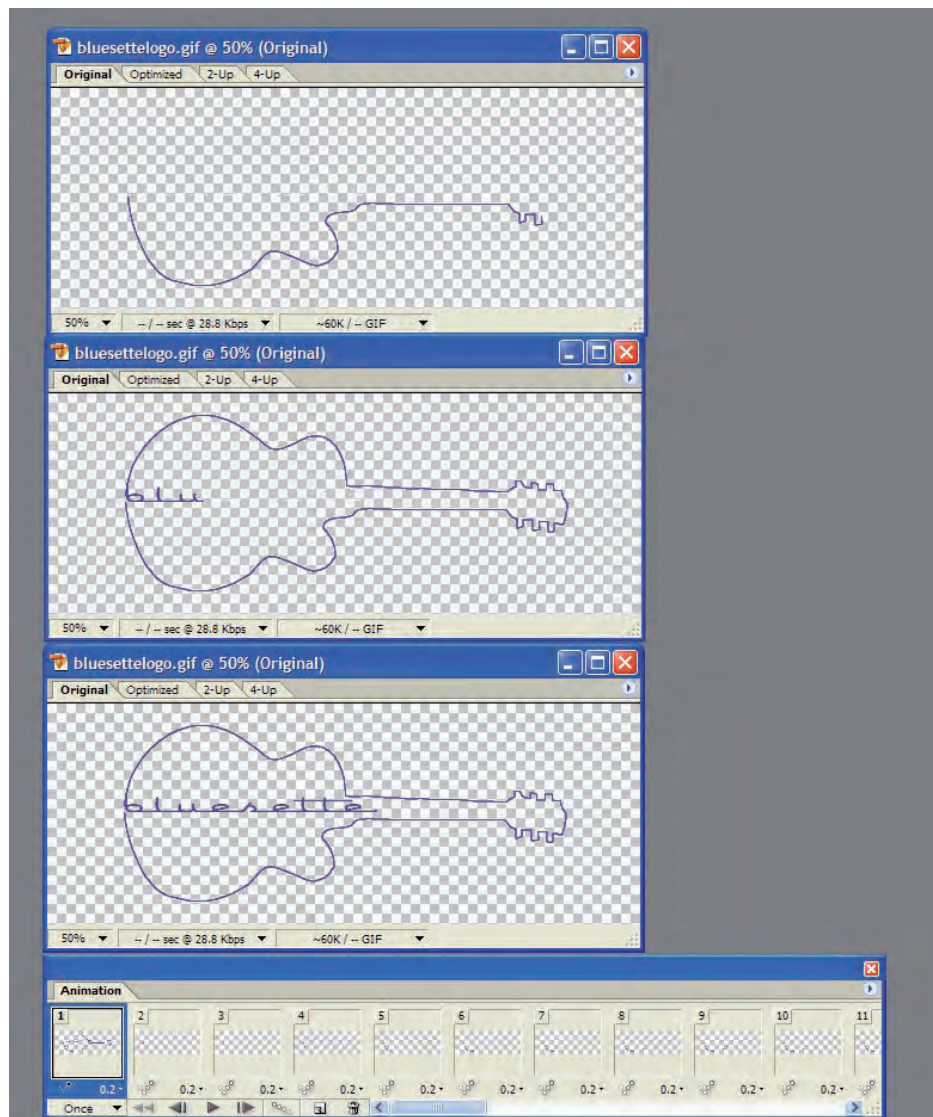 bluesettelogo.gif @ 50% (Original)
Original Optimized 2-Up 4-Up
50% -- / -- sec @ 28.8 Kbps ~60K / -- GIF
bluesettelogo.gif @ 50% (Original)
Original Optimized 2-Up 4-Up
blu
50% -- / -- sec @ 28.8 Kbps ~60K / -- GIF
bluesettelogo.gif @ 50% (Original)
Original Optimized 2-Up 4-Up
bluesette
50% -- / -- sec @ 28.8 Kbps ~60K / -- GIF
Animation
1 2 3 4 5 6 7 8 9 10 11
0.2 0.2 0.2 0.2 0.2 0.2 0.2 0.2 0.2 0.2
Once